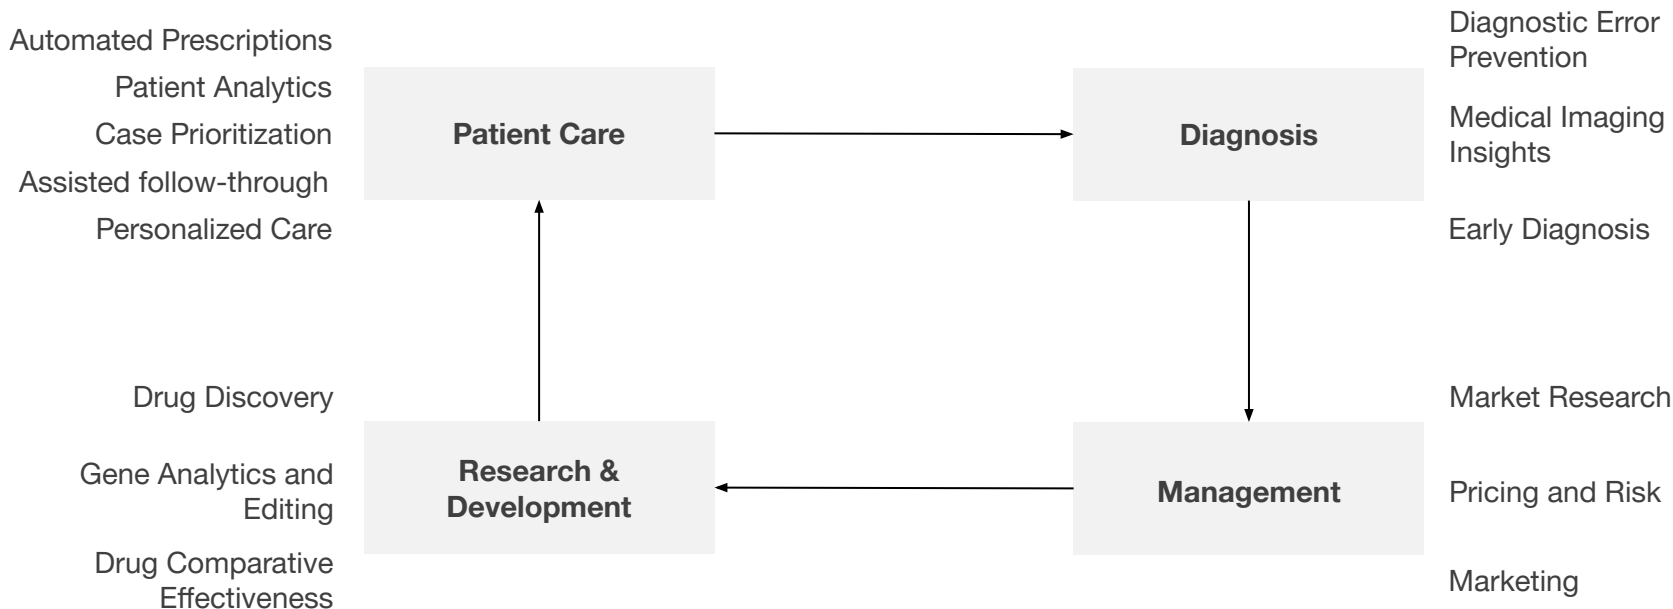 Automated Prescriptions
Patient Analytics
Case Prioritization
Assisted follow-through
Personalized Care
Patient Care
Diagnosis
Diagnostic Error
Prevention
Medical Imaging
Insights
Early Diagnosis
Drug Discovery
Gene Analytics and
Editing
Drug Comparative
Effectiveness
Research &
Development
Management
Market Research
Pricing and Risk
Marketing